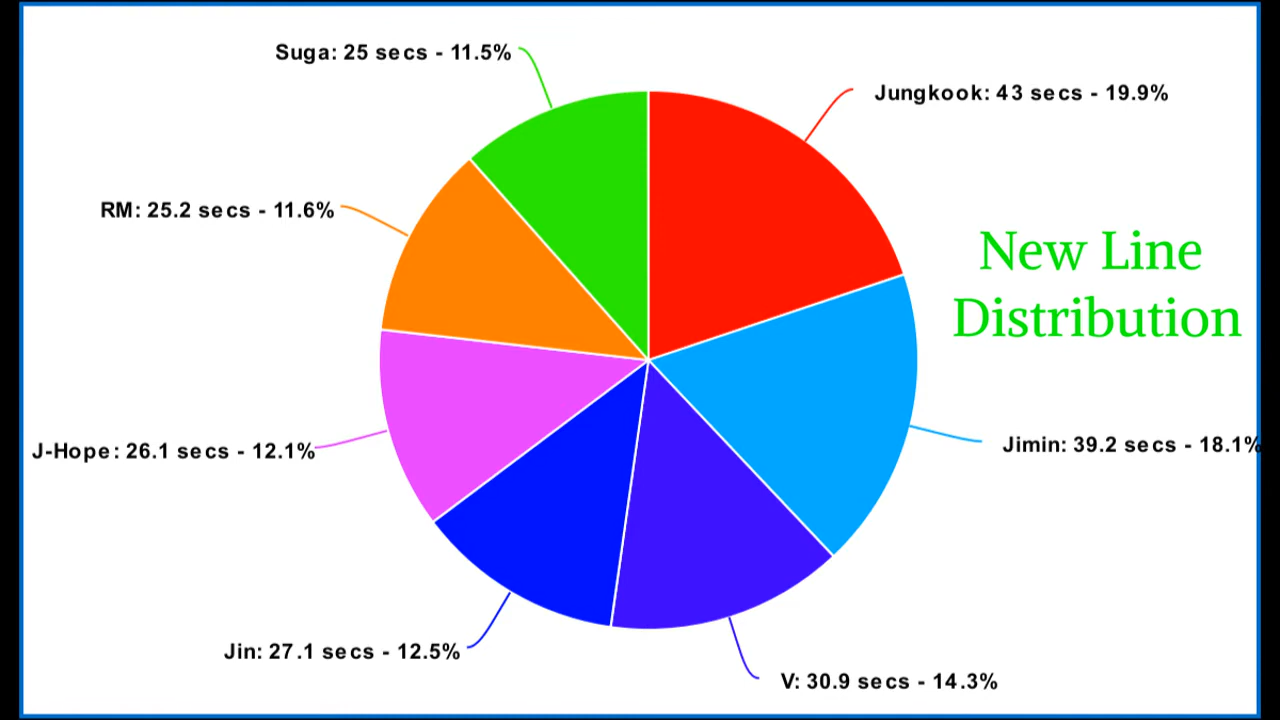 Suga: 25 secs - 11.5%
Jungkook: 43 secs - 19.9%
RM: 25.2 secs - 11.6%
New Line
Distribution
J-Hope: 26.1 secs - 12.1%
Jimin: 39.2 secs - 18.1%
Jin: 27.1 secs - 12.5%
V: 30.9 secs - 14.3%